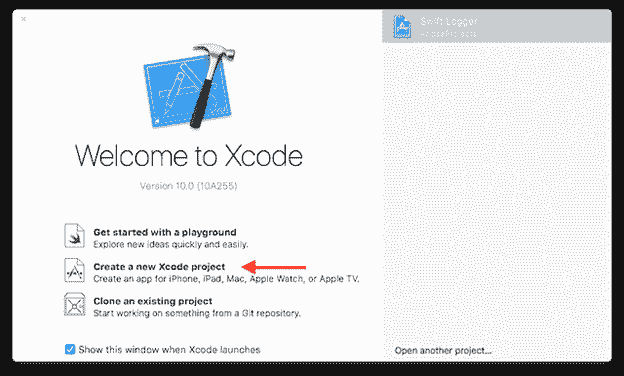 Welcome to Xcode
Version 10.0 (10A255)
Get started with a playground
Explore new ideas quickly and easily.
Create a new Xcode project
Create an app for iPhone, iPad, Mac, Apple Watch, or Apple TV.
Clone an existing project
Start working on something from a Git repository.
Show this window when Xcode launches
Swift Logger
Open another project...